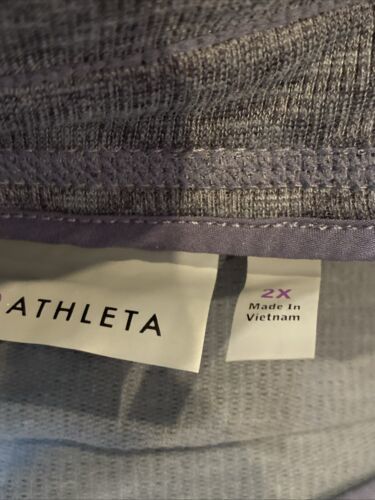 ATHLETA
2X
Made In
Vietnam